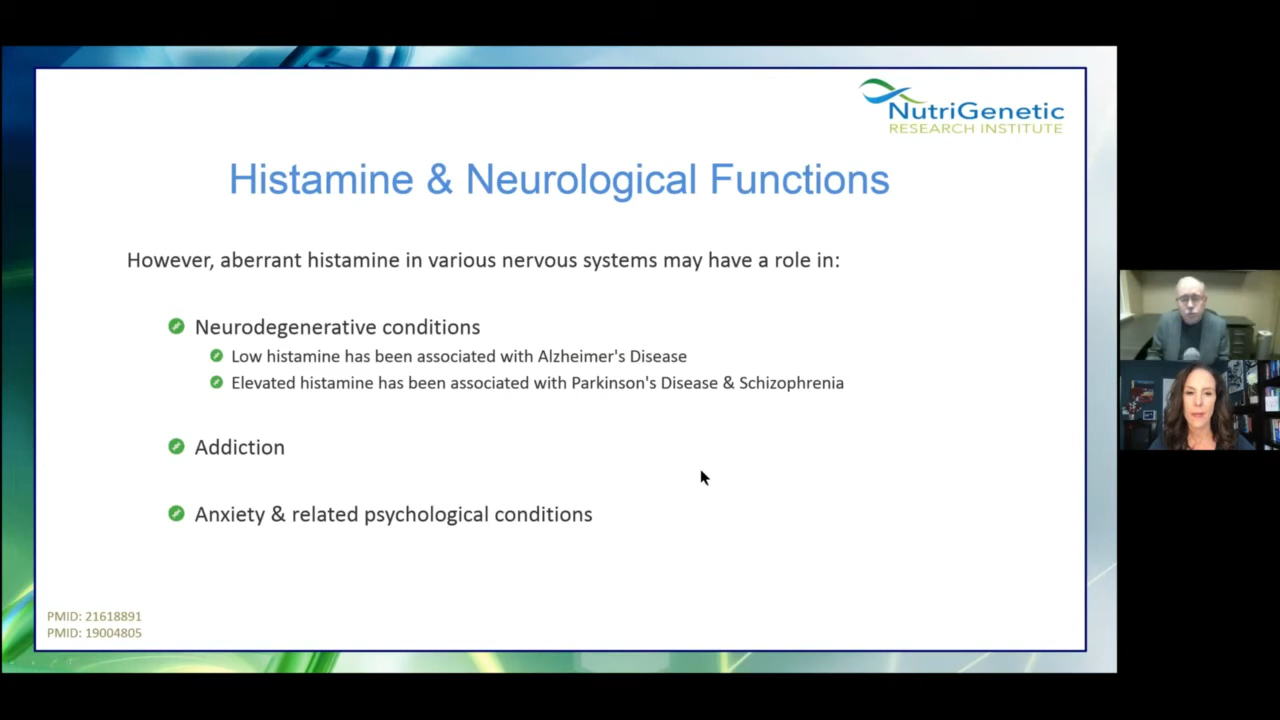 NutriGenetic
RESEARCH INSTITUTE
Histamine & Neurological Functions
However, aberrant histamine in various nervous systems may have a role in:
Neurodegenerative conditions
Low histamine has been associated with Alzheimer's Disease
Elevated histamine has been associated with Parkinson's Disease & Schizophrenia
Addiction
Anxiety & related psychological conditions
PMID: 21618891
PMID: 19004805